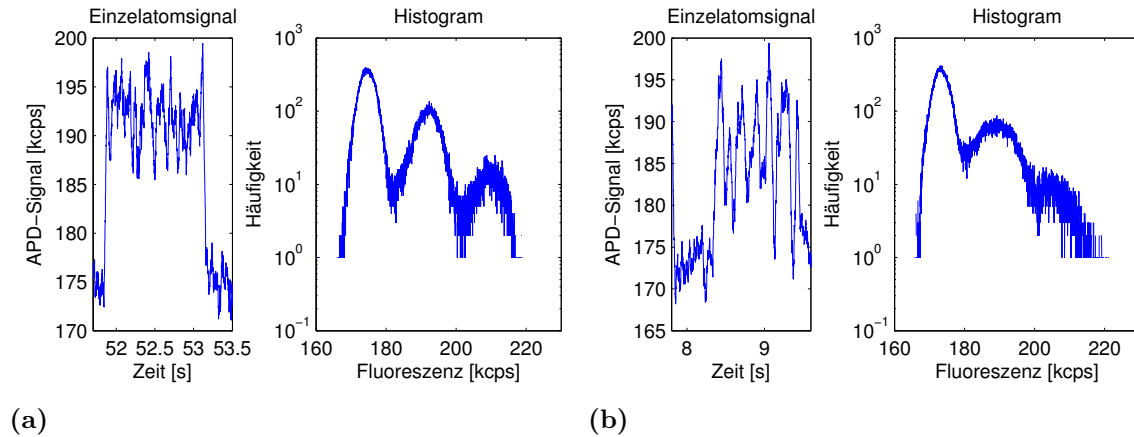 Einzelatomsignal
APD–Signal [kcps]
200
195
190
185
180
175
170
52 52.5 53 53.5
Zeit [s]
Histogram
Häufigkeit
10^3
10^2
10^1
10^0
10^−1
160 180 200 220
Fluoreszenz [kcps]
(a)
Einzelatomsignal
APD–Signal [kcps]
200
195
190
185
180
175
170
165
8 9
Zeit [s]
Histogram
Häufigkeit
10^3
10^2
10^1
10^0
10^−1
160 180 200 220
Fluoreszenz [kcps]
(b)